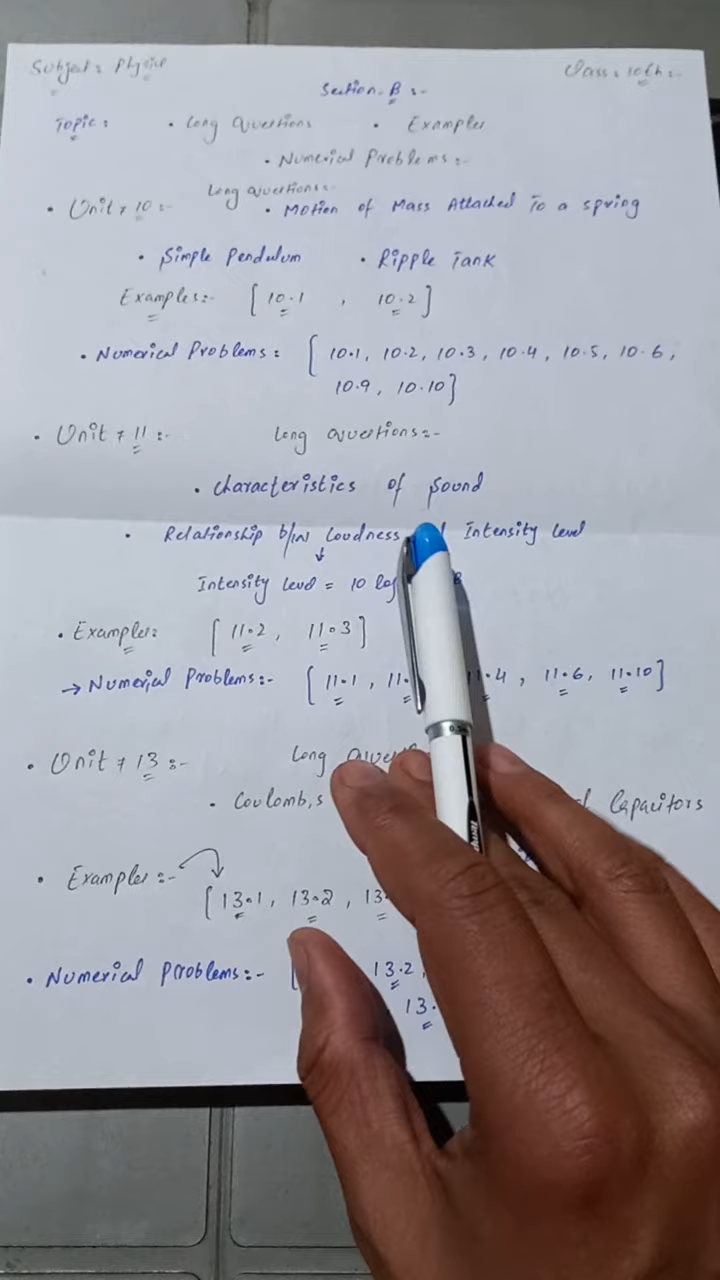 Subject: Physics
Class: 10th:-
Section-B :-
Topic: • Long Questions • Examples
• Numerical Problems:-
• Unit # 10 :- Long Questions:-
• Motion of Mass Attached To a spring
• Simple Pendulum • Ripple Tank
Examples:- [ 10.1 , 10.2 ]
• Numerical Problems: [ 10.1, 10.2, 10.3, 10.4, 10.5, 10.6,
10.9, 10.10 ]
• Unit # 11 :- Long Questions:-
• Characteristics of Sound
• Relationship b/w Loudness Intensity Level
Intensity Level = 10
• Examples: [ 11.2, 11.3 ]
→ Numerical Problems:- [ 11.1, 11.4, 11.6, 11.10 ]
• Unit # 13 :- Long
• Coulomb,s Capacitors
• Examples:- [ 13.1, 13.2,
• Numerical Problems:- [ 13.2,